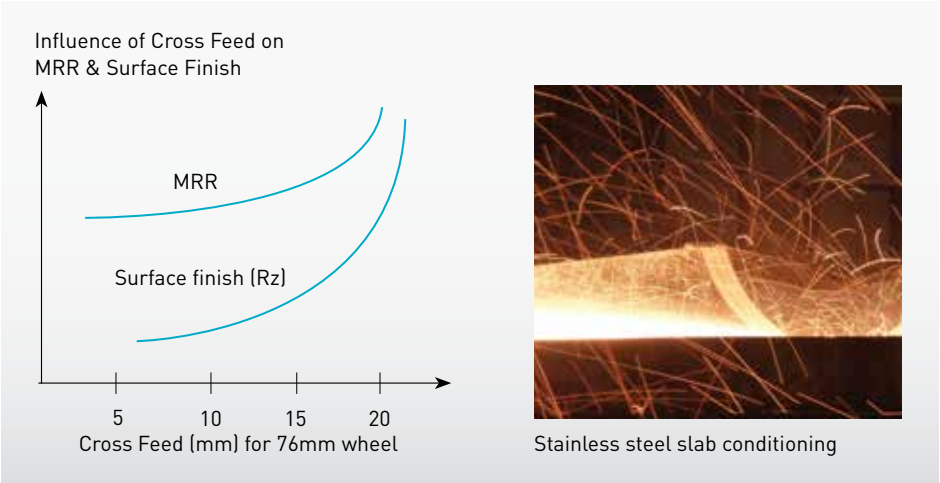 Influence of Cross Feed on
MRR & Surface Finish
MRR
Surface finish (Rz)
5 10 15 20
Cross Feed (mm) for 76mm wheel
Stainless steel slab conditioning